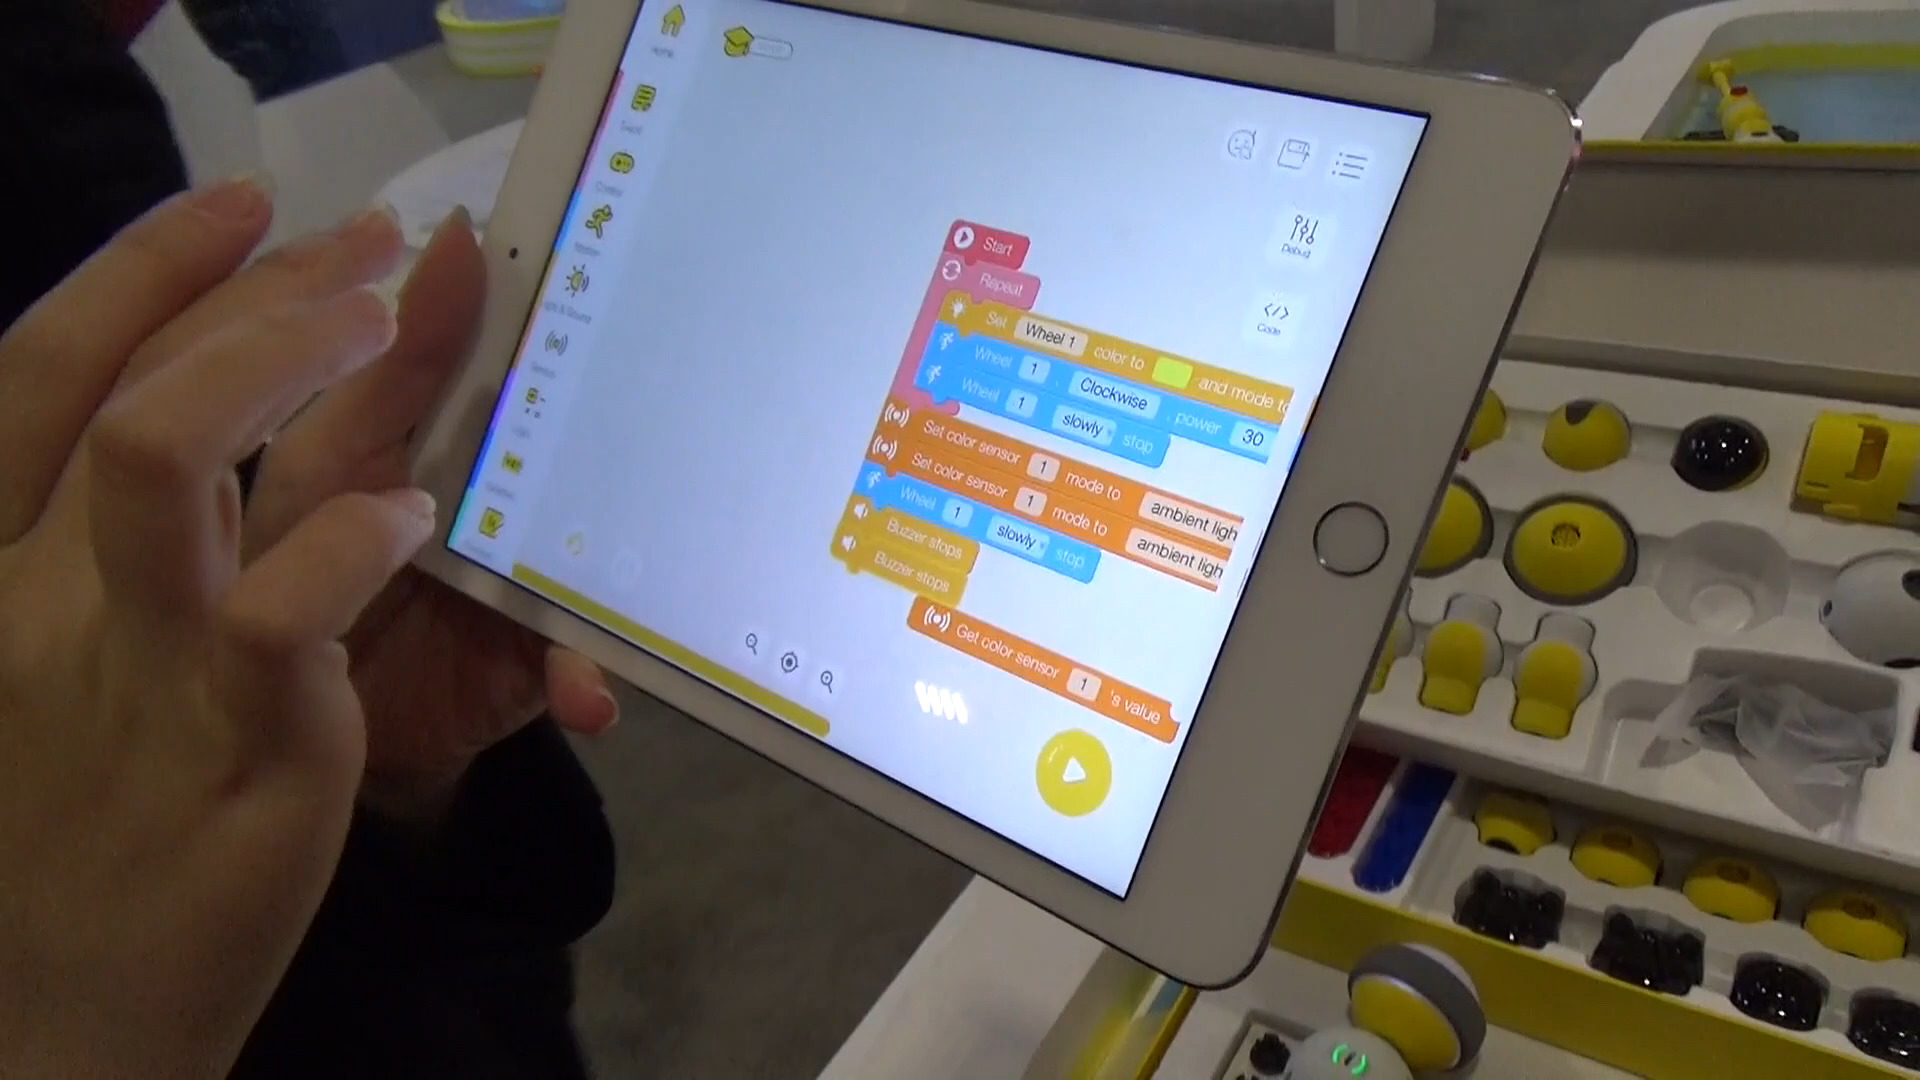 Home
Start
Repeat
Set Wheel 1 color to and mode to
Wheel 1 , Clockwise , power 30
Wheel 1 slowly stop
Set color sensor 1 mode to ambient ligh
Set color sensor 1 mode to ambient ligh
Wheel 1 slowly stop
Buzzer stops
Buzzer stops
Get color sensor 1 's value
Debug
Code
Control